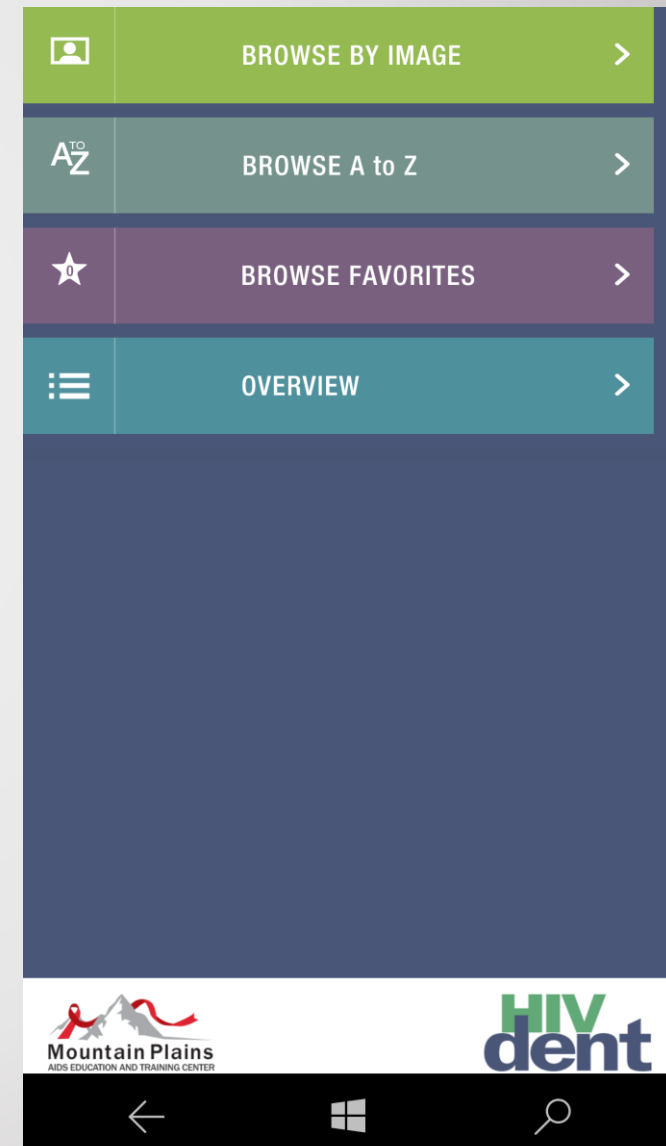 BROWSE BY IMAGE
A TO Z
BROWSE A to Z
0
BROWSE FAVORITES
OVERVIEW
Mountain Plains
AIDS EDUCATION AND TRAINING CENTER
HIV
dent